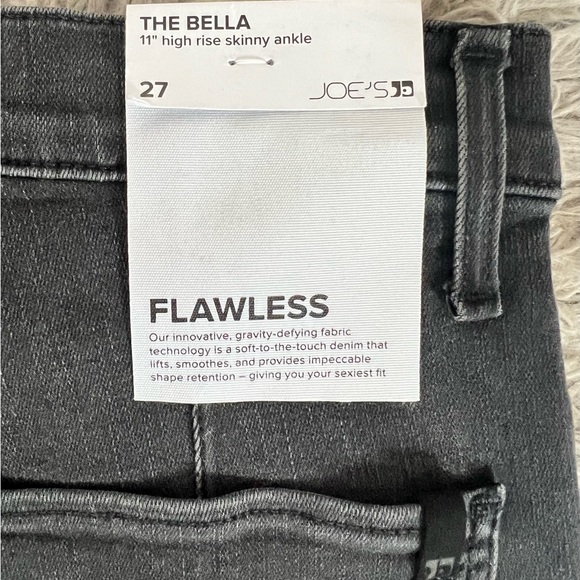 THE BELLA
11" high rise skinny ankle
27
JOE'S
FLAWLESS
Our innovative, gravity-defying fabric
technology is a soft-to-the-touch denim that
lifts, smoothes, and provides impeccable
shape retention – giving you your sexiest fit